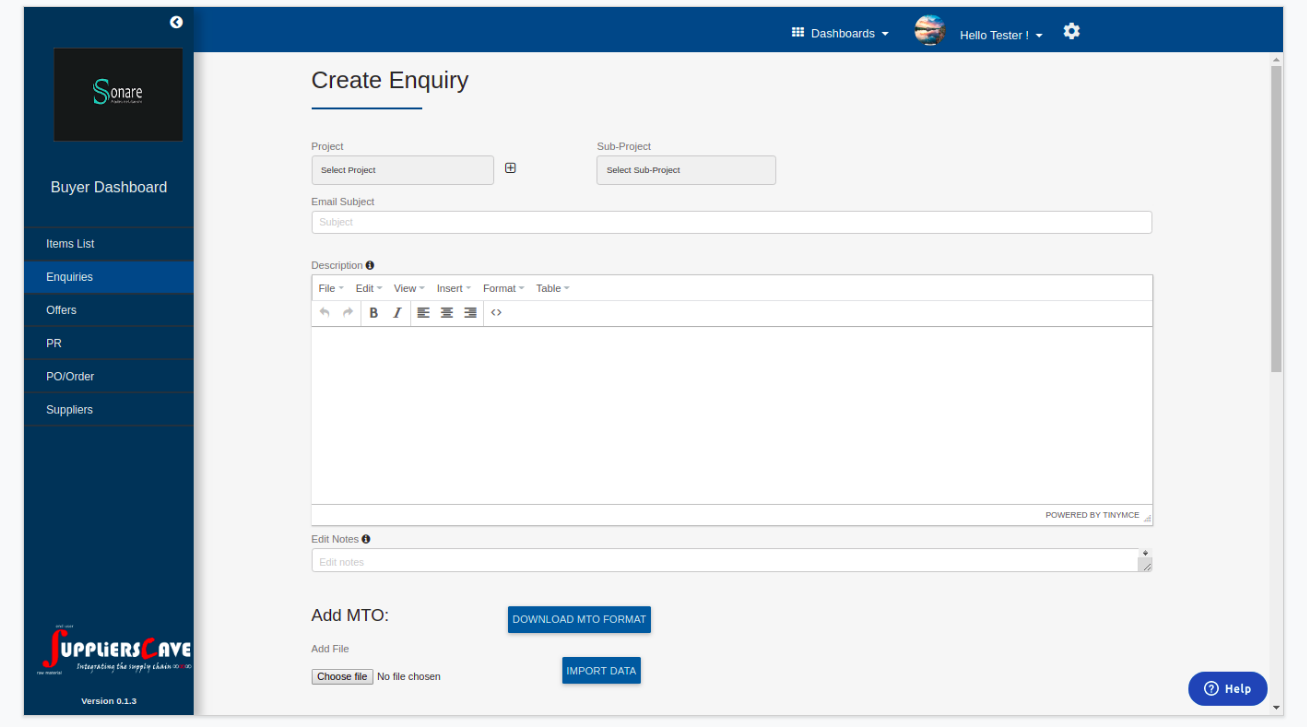 Dashboards
Hello Tester !
Sonare
Buyer Dashboard
Items List
Enquiries
Offers
PR
PO/Order
Suppliers
SUPPLiERS CAVE
Integrating the supply chain
Version 0.1.3
Create Enquiry
Project
Sub-Project
Select Project
Select Sub-Project
Email Subject
Subject
Description
File Edit View Insert Format Table
B I
POWERED BY TINYMCE
Edit Notes
Edit notes
Add MTO:
DOWNLOAD MTO FORMAT
Add File
Choose file No file chosen
IMPORT DATA
? Help